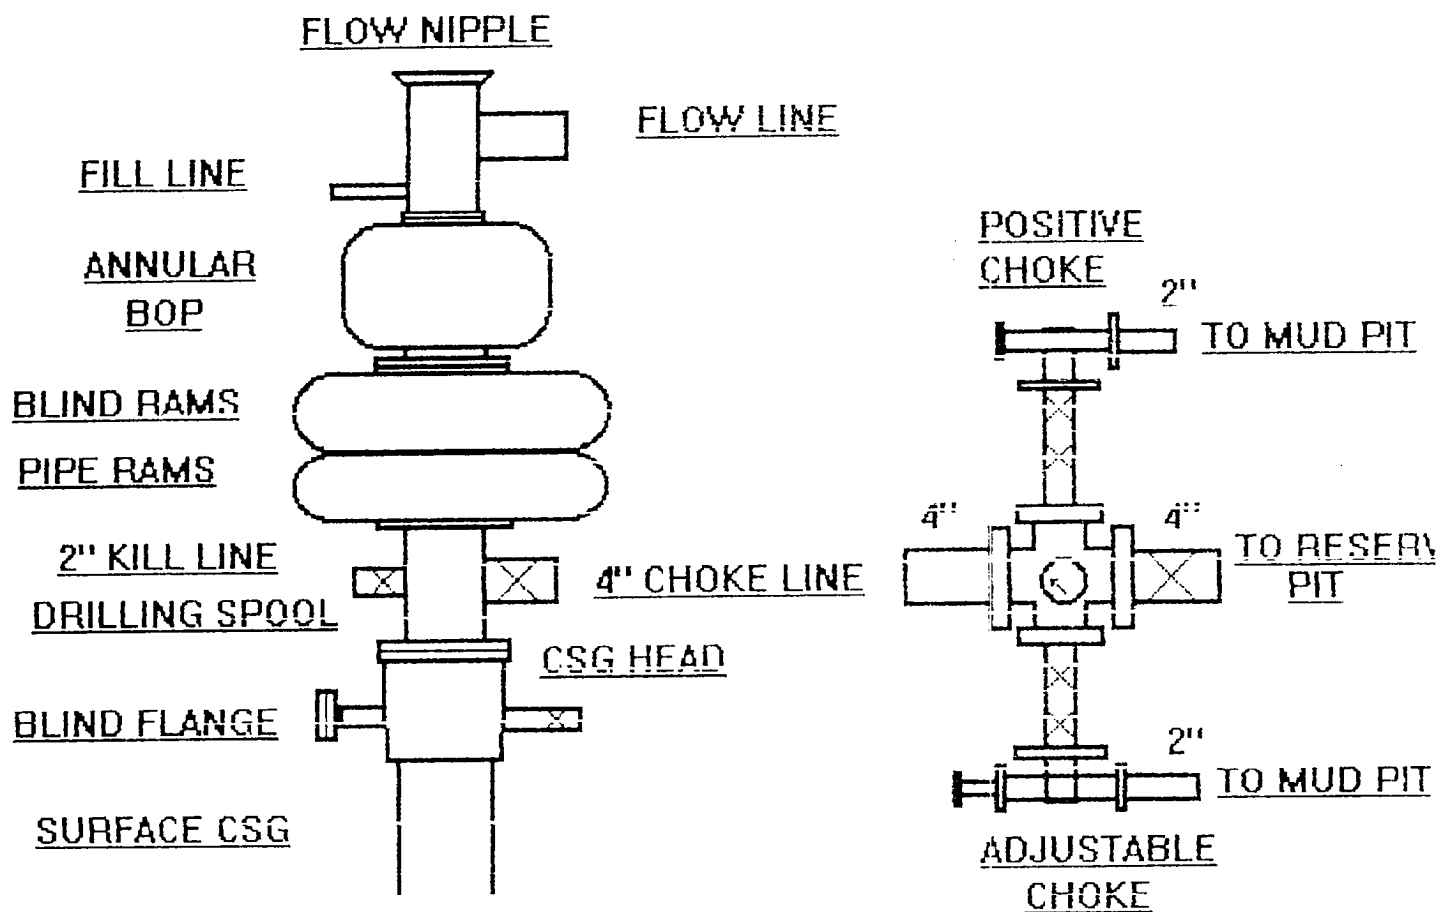 FLOW NIPPLE
FLOW LINE
FILL LINE
ANNULAR
BOP
BLIND RAMS
PIPE RAMS
2" KILL LINE
4" CHOKE LINE
DRILLING SPOOL
CSG HEAD
BLIND FLANGE
SURFACE CSG
POSITIVE
CHOKE
2"
TO MUD PIT
4"
4"
TO RESERV
PIT
2"
TO MUD PIT
ADJUSTABLE
CHOKE